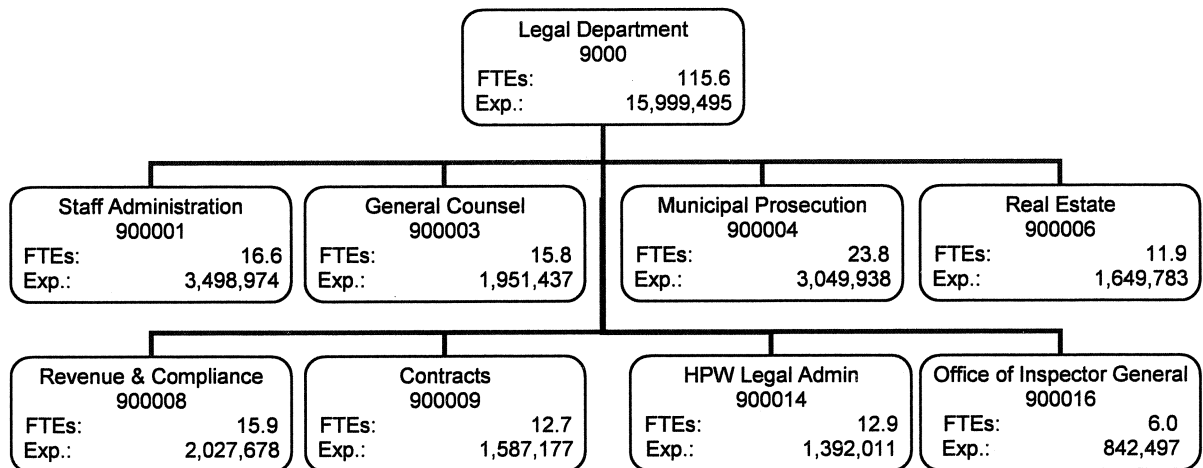 Legal Department
9000
FTEs: 115.6
Exp.: 15,999,495
Staff Administration
900001
FTEs: 16.6
Exp.: 3,498,974
General Counsel
900003
FTEs: 15.8
Exp.: 1,951,437
Municipal Prosecution
900004
FTEs: 23.8
Exp.: 3,049,938
Real Estate
900006
FTEs: 11.9
Exp.: 1,649,783
Revenue & Compliance
900008
FTEs: 15.9
Exp.: 2,027,678
Contracts
900009
FTEs: 12.7
Exp.: 1,587,177
HPW Legal Admin
900014
FTEs: 12.9
Exp.: 1,392,011
Office of Inspector General
900016
FTEs: 6.0
Exp.: 842,497